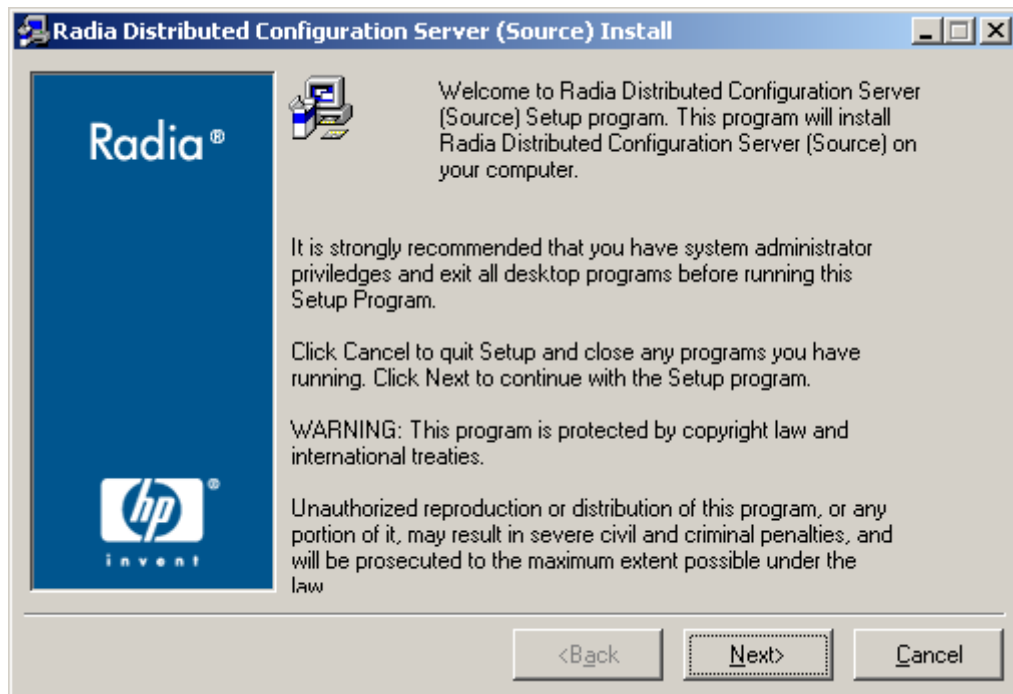 Radia Distributed Configuration Server (Source) Install
Radia®
Welcome to Radia Distributed Configuration Server
(Source) Setup program. This program will install
Radia Distributed Configuration Server (Source) on
your computer.
It is strongly recommended that you have system administrator
priviledges and exit all desktop programs before running this
Setup Program.
Click Cancel to quit Setup and close any programs you have
running. Click Next to continue with the Setup program.
WARNING: This program is protected by copyright law and
international treaties.
Unauthorized reproduction or distribution of this program, or any
portion of it, may result in severe civil and criminal penalties, and
will be prosecuted to the maximum extent possible under the
law
hp®
invent
<Back
Next>
Cancel